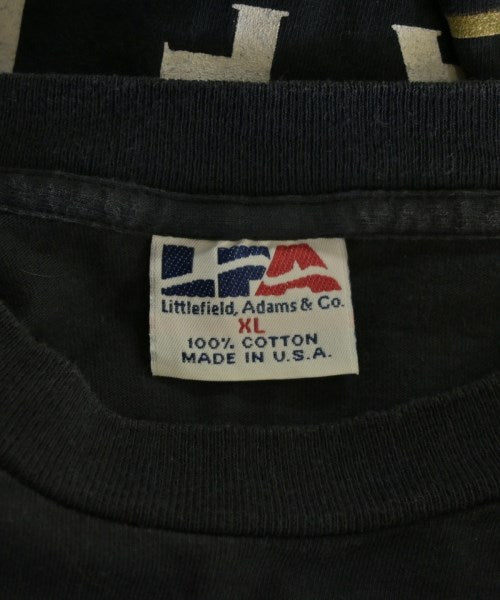 LFA
Littlefield, Adams & Co.
XL
100% COTTON
MADE IN U.S.A.